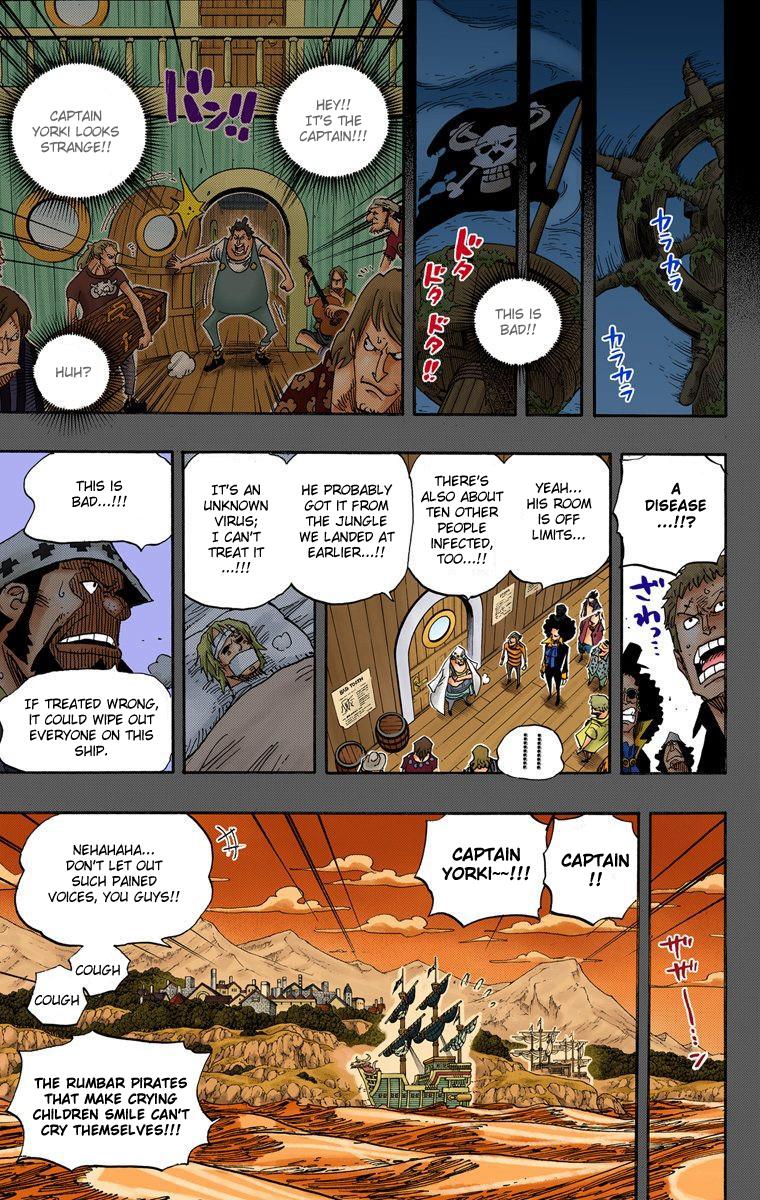 カラカラ
カラカラ
ドタ
ドタ
ドタ!!
THIS IS
BAD!!
HEY!!
IT'S THE
CAPTAIN!!!
バン!!
CAPTAIN
YORKI LOOKS
STRANGE!!
HUH?
A
DISEASE
...!!?
ざわっ...
YEAH...
HIS ROOM
IS OFF
LIMITS...
THERE'S
ALSO ABOUT
TEN OTHER
PEOPLE
INFECTED,
TOO...!!
HE PROBABLY
GOT IT FROM
THE JUNGLE
WE LANDED AT
EARLIER...!!
BAD TOOTH
IT'S AN
UNKNOWN
VIRUS;
I CAN'T
TREAT IT
...!!!
THIS IS
BAD...!!!
IF TREATED WRONG,
IT COULD WIPE OUT
EVERYONE ON THIS
SHIP.
ザザーーン
CAPTAIN
!!
CAPTAIN
YORKI~~!!!
NEHAHAHA...
DON'T LET OUT
SUCH PAINED
VOICES, YOU GUYS!!
COUGH
COUGH
THE RUMBAR PIRATES
THAT MAKE CRYING
CHILDREN SMILE CAN'T
CRY THEMSELVES!!!